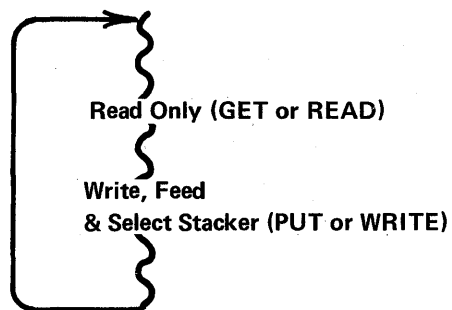 Read Only (GET or READ)
Write, Feed
& Select Stacker (PUT or WRITE)